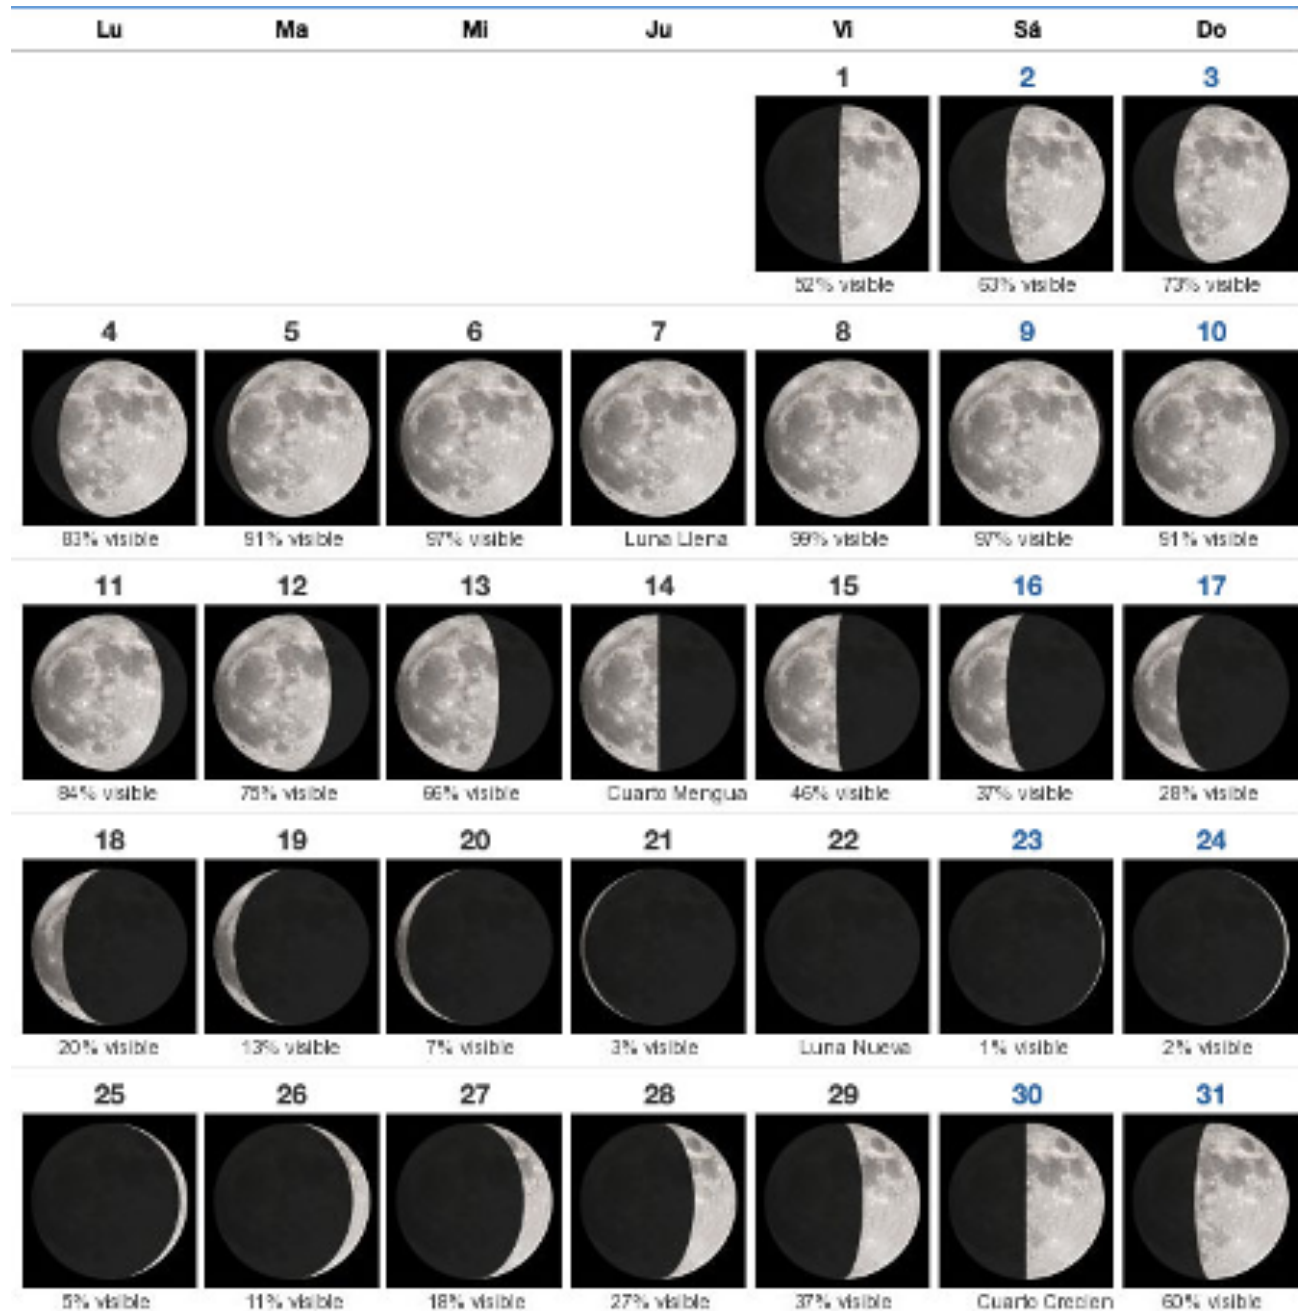 Lu Ma Mi Ju Vi Sá Do
1 2 3
52% visible 63% visible 73% visible
4 5 6 7 8 9 10
83% visible 91% visible 97% visible Luna Llena 99% visible 97% visible 91% visible
11 12 13 14 15 16 17
84% visible 75% visible 66% visible Cuarto Mengua 46% visible 37% visible 28% visible
18 19 20 21 22 23 24
20% visible 13% visible 7% visible 3% visible Luna Nueva 1% visible 2% visible
25 26 27 28 29 30 31
5% visible 11% visible 18% visible 27% visible 37% visible Cuarto Crecien 60% visible